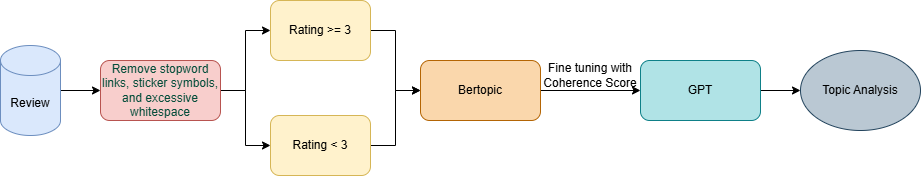 Review
Remove stopword
links, sticker symbols,
and excessive
whitespace
Rating >= 3
Rating < 3
Bertopic
Fine tuning with
Coherence Score
GPT
Topic Analysis